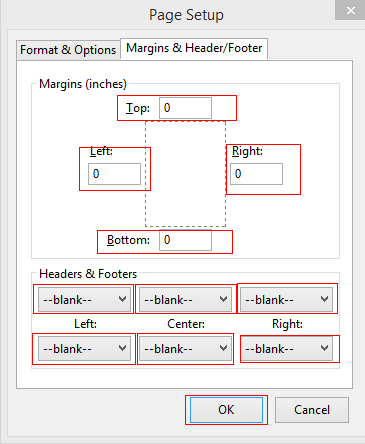 Page Setup
Format & Options Margins & Header/Footer
Margins (inches)
Top: 0
Left: Right:
0 0
Bottom: 0
Headers & Footers
--blank-- --blank-- --blank--
Left: Center: Right:
--blank-- --blank-- --blank--
OK Cancel